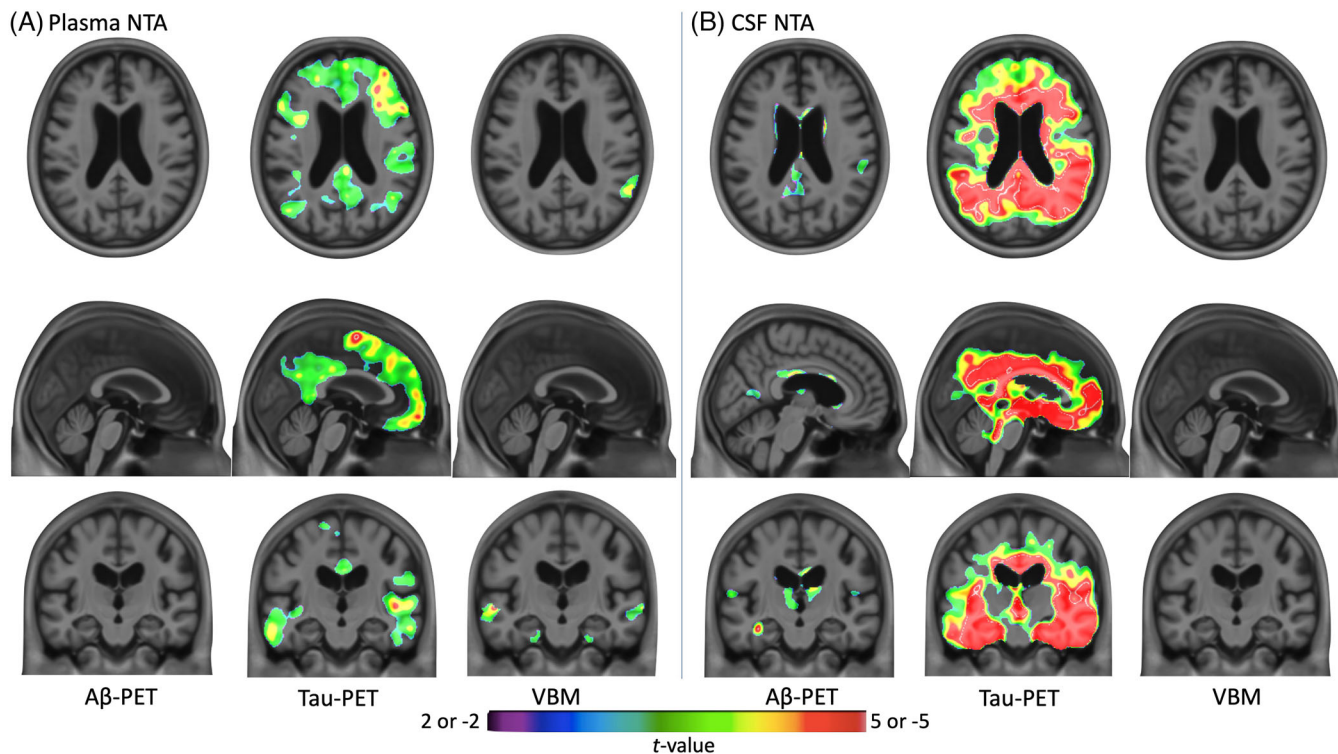 (A) Plasma NTA
(B) CSF NTA
Aβ-PET
Tau-PET
VBM
Aβ-PET
Tau-PET
VBM
2 or -2
5 or -5
t-value